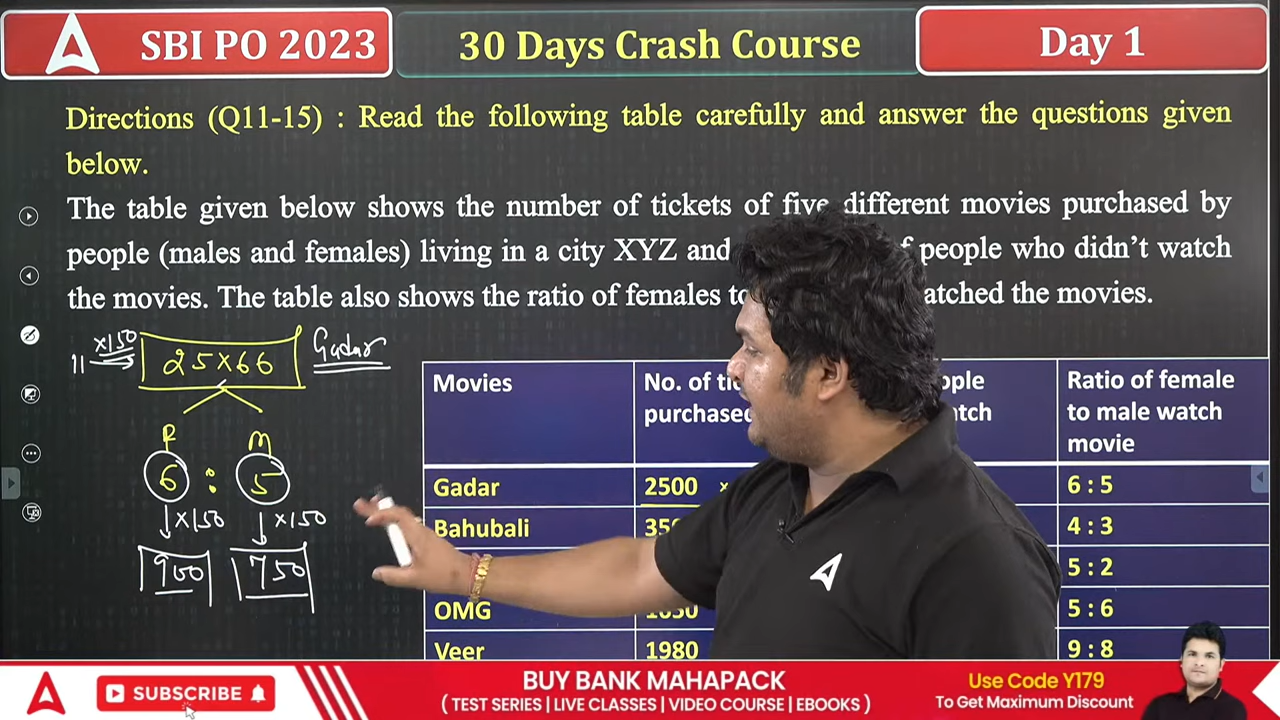 SBI PO 2023
30 Days Crash Course
Day 1
Directions (Q11-15) : Read the following table carefully and answer the questions given
below.
The table given below shows the number of tickets of five different movies purchased by
people (males and females) living in a city XYZ and people who didn’t watch
the movies. The table also shows the ratio of females to the movies.
×150
11
25×66
Gadar
F M
6 : 5
×150 ×150
900 750
Movies No. of Ratio of female
purchased to male watch
movie
Gadar 2500 × 6 : 5
Bahubali 4 : 3
5 : 2
OMG 5 : 6
Veer 1980 9 : 8
SUBSCRIBE
BUY BANK MAHAPACK
( TEST SERIES | LIVE CLASSES | VIDEO COURSE | EBOOKS )
Use Code Y179
To Get Maximum Discount